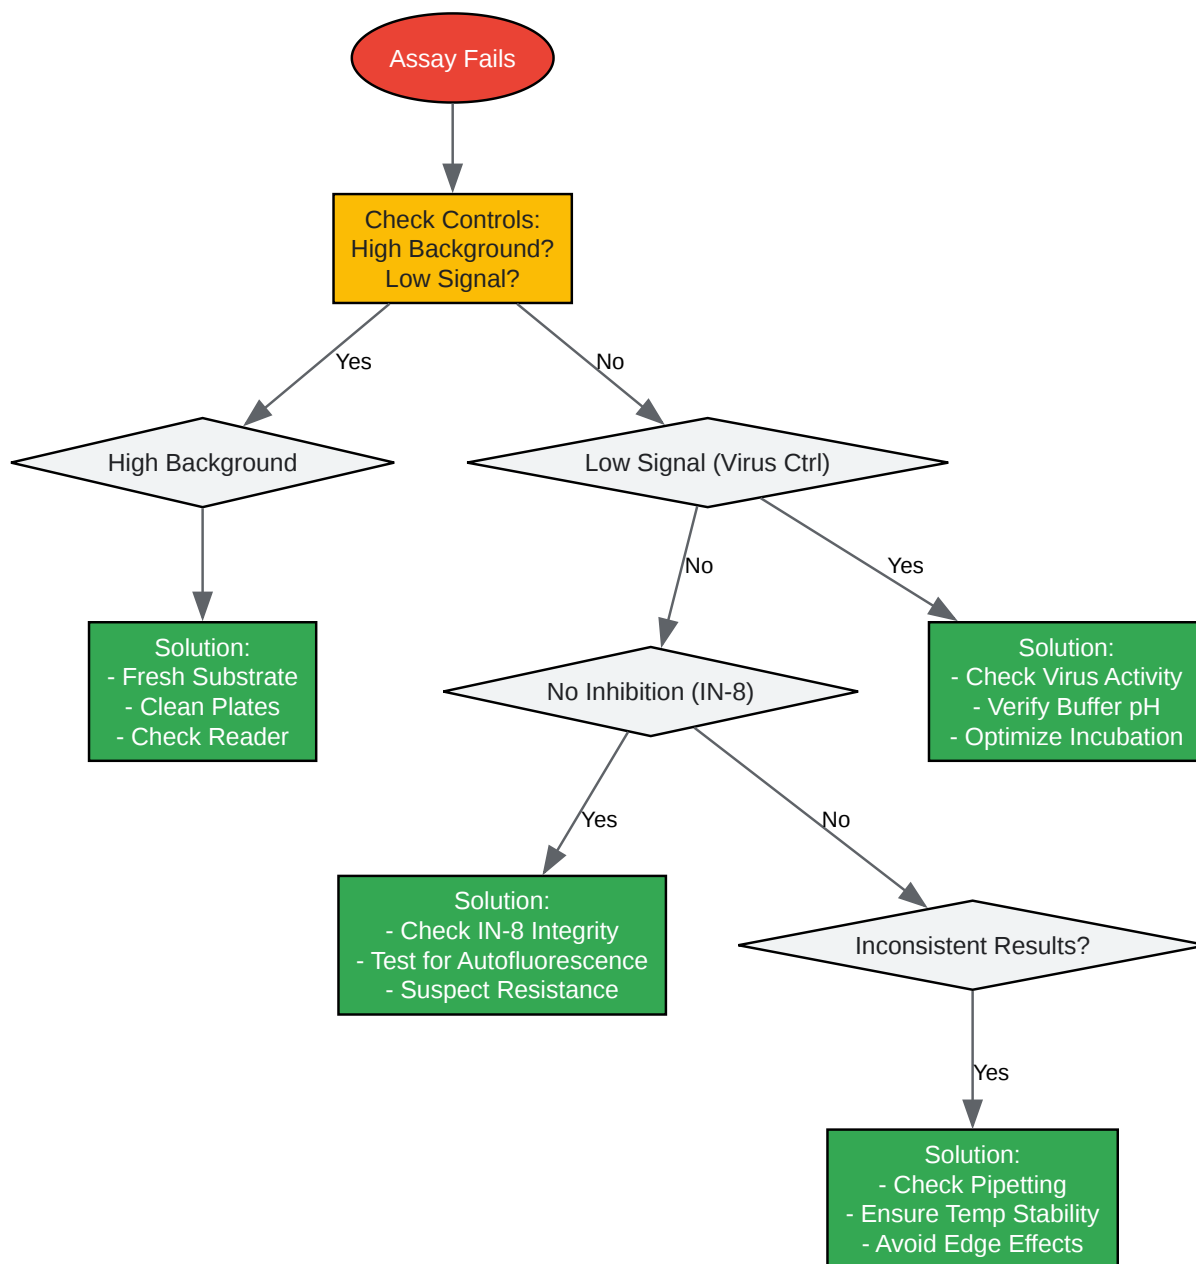 Assay Fails
Check Controls:
High Background?
Low Signal?
Yes
No
High Background
Low Signal (Virus Ctrl)
No
Yes
Solution:
- Fresh Substrate
- Clean Plates
- Check Reader
No Inhibition (IN-8)
Solution:
- Check Virus Activity
- Verify Buffer pH
- Optimize Incubation
Yes
No
Solution:
- Check IN-8 Integrity
- Test for Autofluorescence
- Suspect Resistance
Inconsistent Results?
Yes
Solution:
- Check Pipetting
- Ensure Temp Stability
- Avoid Edge Effects